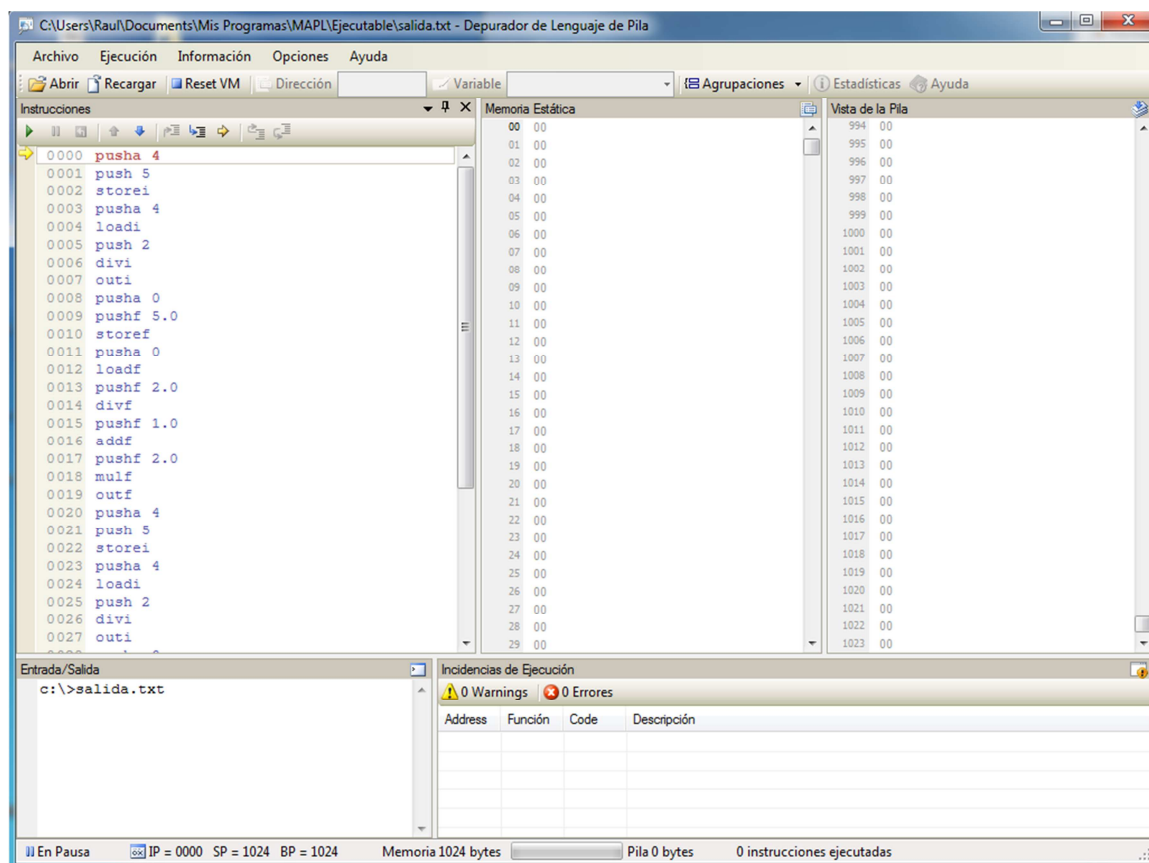 C:\Users\Raul\Documents\Mis Programas\MAPL\Ejecutable\salida.txt - Depurador de Lenguaje de Pila
Archivo Ejecución Información Opciones Ayuda
Abrir Recargar Reset VM Dirección Variable Agrupaciones Estadísticas Ayuda
Instrucciones
0000 pusha 4
0001 push 5
0002 storei
0003 pusha 4
0004 loadi
0005 push 2
0006 divi
0007 outi
0008 pusha 0
0009 pushf 5.0
0010 storef
0011 pusha 0
0012 loadf
0013 pushf 2.0
0014 divf
0015 pushf 1.0
0016 addf
0017 pushf 2.0
0018 mulf
0019 outf
0020 pusha 4
0021 push 5
0022 storei
0023 pusha 4
0024 loadi
0025 push 2
0026 divi
0027 outi
Memoria Estática
00 00
01 00
02 00
03 00
04 00
05 00
06 00
07 00
08 00
09 00
10 00
11 00
12 00
13 00
14 00
15 00
16 00
17 00
18 00
19 00
20 00
21 00
22 00
23 00
24 00
25 00
26 00
27 00
28 00
29 00
Vista de la Pila
994 00
995 00
996 00
997 00
998 00
999 00
1000 00
1001 00
1002 00
1003 00
1004 00
1005 00
1006 00
1007 00
1008 00
1009 00
1010 00
1011 00
1012 00
1013 00
1014 00
1015 00
1016 00
1017 00
1018 00
1019 00
1020 00
1021 00
1022 00
1023 00
Entrada/Salida
c:\>salida.txt
Incidencias de Ejecución
0 Warnings 0 Errores
Address Función Code Descripción
En Pausa IP = 0000 SP = 1024 BP = 1024 Memoria 1024 bytes Pila 0 bytes 0 instrucciones ejecutadas